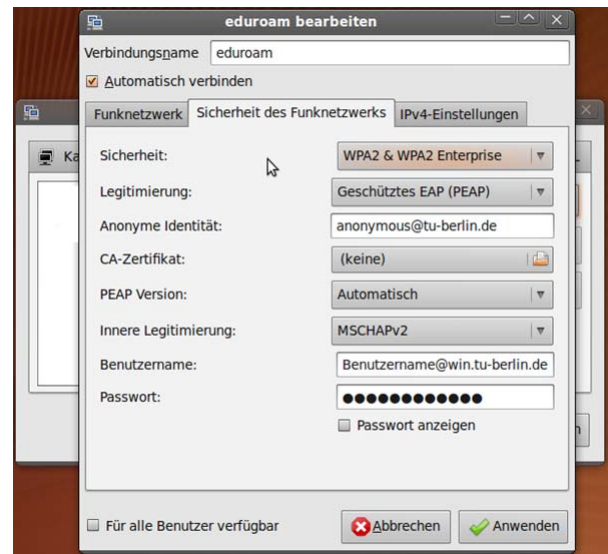 eduroam bearbeiten
Verbindungsname eduroam
Automatisch verbinden
Funknetzwerk Sicherheit des Funknetzwerks IPv4-Einstellungen
Ka
Sicherheit: WPA2 & WPA2 Enterprise
Legitimierung: Geschütztes EAP (PEAP)
Anonyme Identität: anonymous@tu-berlin.de
CA-Zertifikat: (keine)
PEAP Version: Automatisch
Innere Legitimierung: MSCHAPv2
Benutzername: Benutzername@win.tu-berlin.de
Passwort: ●●●●●●●●●●●●
Passwort anzeigen
n
Für alle Benutzer verfügbar Abbrechen Anwenden